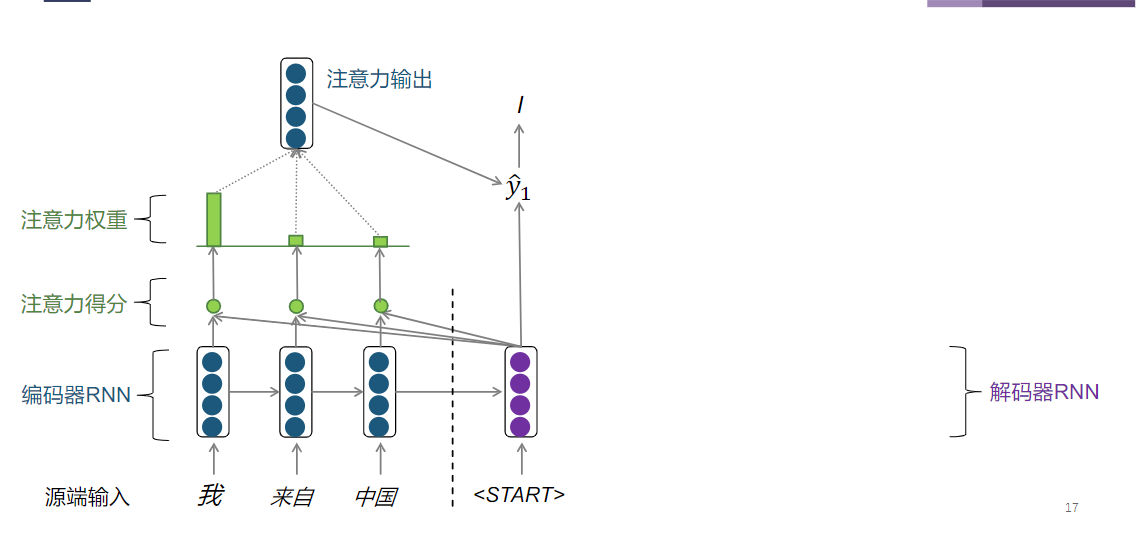 注意力输出
I
ŷ₁
注意力权重
注意力得分
编码器RNN
解码器RNN
源端输入
我
来自
中国
<START>
17